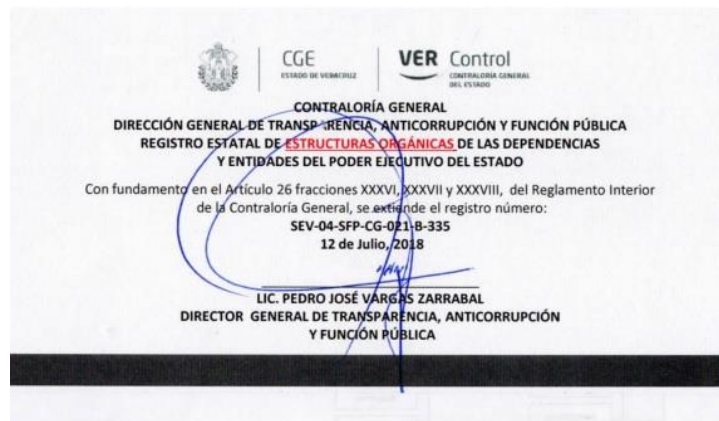 CGE
ESTADO DE VERACRUZ
VER Control
CONTRALORÍA GENERAL
DEL ESTADO
CONTRALORÍA GENERAL
DIRECCIÓN GENERAL DE TRANSPARENCIA, ANTICORRUPCIÓN Y FUNCIÓN PÚBLICA
REGISTRO ESTATAL DE ESTRUCTURAS ORGÁNICAS DE LAS DEPENDENCIAS
Y ENTIDADES DEL PODER EJECUTIVO DEL ESTADO
Con fundamento en el Artículo 26 fracciones XXXVI, XXXVII y XXXVIII, del Reglamento Interior
de la Contraloría General, se extiende el registro número:
SEV-04-SFP-CG-021-B-335
12 de Julio, 2018
LIC. PEDRO JOSÉ VARGAS ZARRABAL
DIRECTOR GENERAL DE TRANSPARENCIA, ANTICORRUPCIÓN
Y FUNCIÓN PÚBLICA